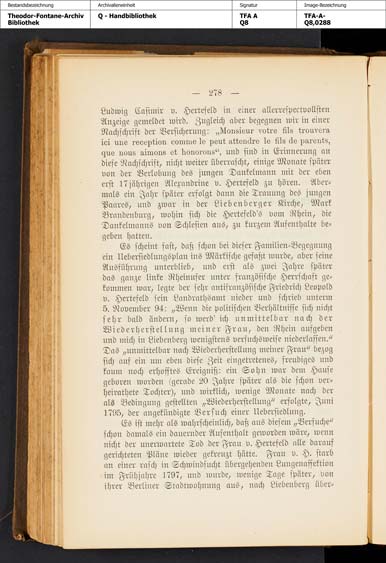 Bestandsbezeichnung Archivalieneinheit Signatur Image-Bezeichnung
Theodor-Fontane-Archiv Q - Handbibliothek TFA A TFA-A-
Bibliothek Q8 Q8,0288
— 278 —
Ludwig Casimir v. Hertefeld in einer allerrespectvollsten
Anzeige gemeldet wird. Zugleich aber begegnen wir in einer
Nachschrift der Versicherung: „Monsieur votre fils trouvera
ici une reception comme le peut attendre le fils de parents,
que nous aimons et honorons“, und sind in Erinnerung an
diese Nachschrift, nicht weiter überrascht, einige Monate später
von der Verlobung des jungen Dankelmann mit der eben
erst 17jährigen Alexandrine v. Hertefeld zu hören. Aber-
mals ein Jahr später erfolgt dann die Trauung des jungen
Paares, und zwar in der Liebenberger Kirche, Mark
Brandenburg, wohin sich die Hertefeld's vom Rhein, die
Dankelmanns von Schlesien aus, zu kurzem Aufenthalte be-
geben hatten.
Es scheint fast, daß schon bei dieser Familien-Begegnung
ein Uebersiedlungsplan ins Märkische gefaßt wurde, aber seine
Ausführung unterblieb, und erst als zwei Jahre später
das ganze linke Rheinufer unter französische Herrschaft ge-
kommen war, legte der sehr antifranzösische Friedrich Leopold
v. Hertefeld sein Landrathsamt nieder und schrieb unterm
5. November 94: „Wenn die politischen Verhältnisse sich nicht
sehr bald ändern, so werd' ich unmittelbar nach der
Wiederherstellung meiner Frau, den Rhein aufgeben
und mich in Liebenberg wenigstens versuchsweise niederlassen.“
Das „unmittelbar nach Wiederherstellung meiner Frau“ bezog
sich auf ein um eben diese Zeit eingetretenes, freudiges und
kaum noch erhofftes Ereigniß: ein Sohn war dem Hause
geboren worden (gerade 20 Jahre später als die schon ver-
heirathete Tochter), und wirklich, wenige Monate nach der
als Bedingung gestellten „Wiederherstellung“ erfolgte, Juni
1795, der angekündigte Versuch einer Uebersiedlung.
Es ist mehr als wahrscheinlich, daß aus diesem „Versuche“
schon damals ein dauernder Aufenthalt geworden wäre, wenn
nicht der unerwartete Tod der Frau v. Hertefeld alle darauf
gerichteten Pläne wieder gekreuzt hätte. Frau v. H. starb
an einer rasch in Schwindsucht übergehenden Lungenaffektion
im Frühjahre 1797, und wurde, wenige Tage später, von
ihrer Berliner Stadtwohnung aus, nach Liebenberg über-